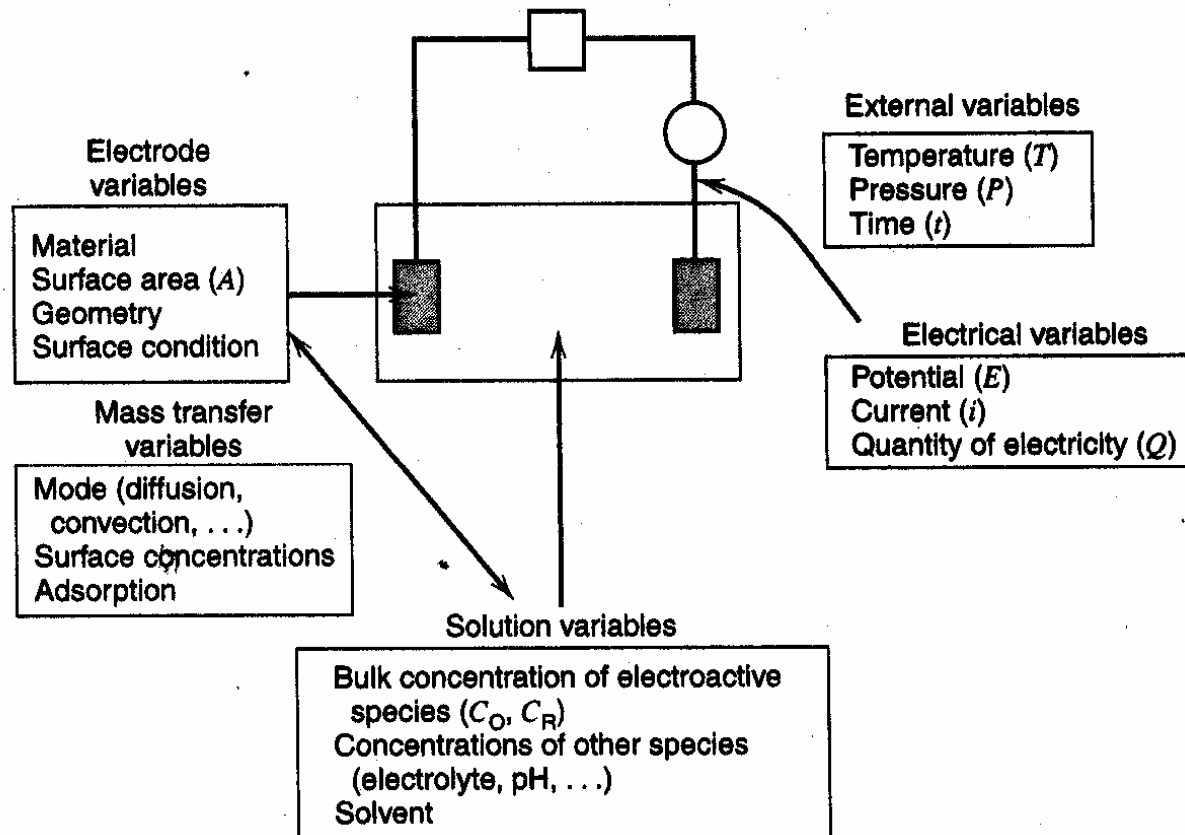 External variables
Temperature (T)
Pressure (P)
Time (t)
Electrode
variables
Material
Surface area (A)
Geometry
Surface condition
Electrical variables
Potential (E)
Current (i)
Quantity of electricity (Q)
Mass transfer
variables
Mode (diffusion,
convection, . . .)
Surface concentrations
Adsorption
Solution variables
Bulk concentration of electroactive
species (C_O, C_R)
Concentrations of other species
(electrolyte, pH, . . .)
Solvent